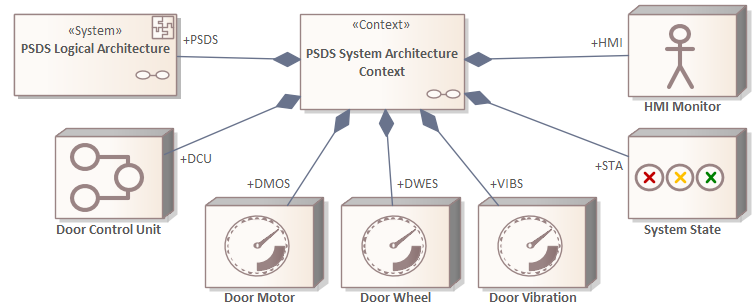 «System»
PSDS Logical Architecture
+PSDS
«Context»
PSDS System Architecture
Context
+HMI
HMI Monitor
+DCU
Door Control Unit
+DMOS
Door Motor
+DWES
Door Wheel
+VIBS
Door Vibration
+STA
System State